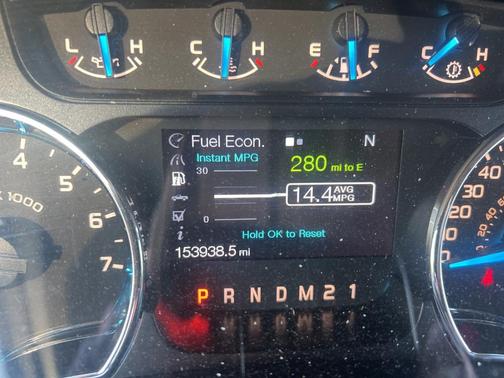 L H C H E F C H
Fuel Econ. N
Instant MPG
280 mi to E
30
14.4 AVG MPG
0
Hold OK to Reset
i
153938.5 mi
P R N D M 2 1
4
5
6
7
X 1000
0
20
40